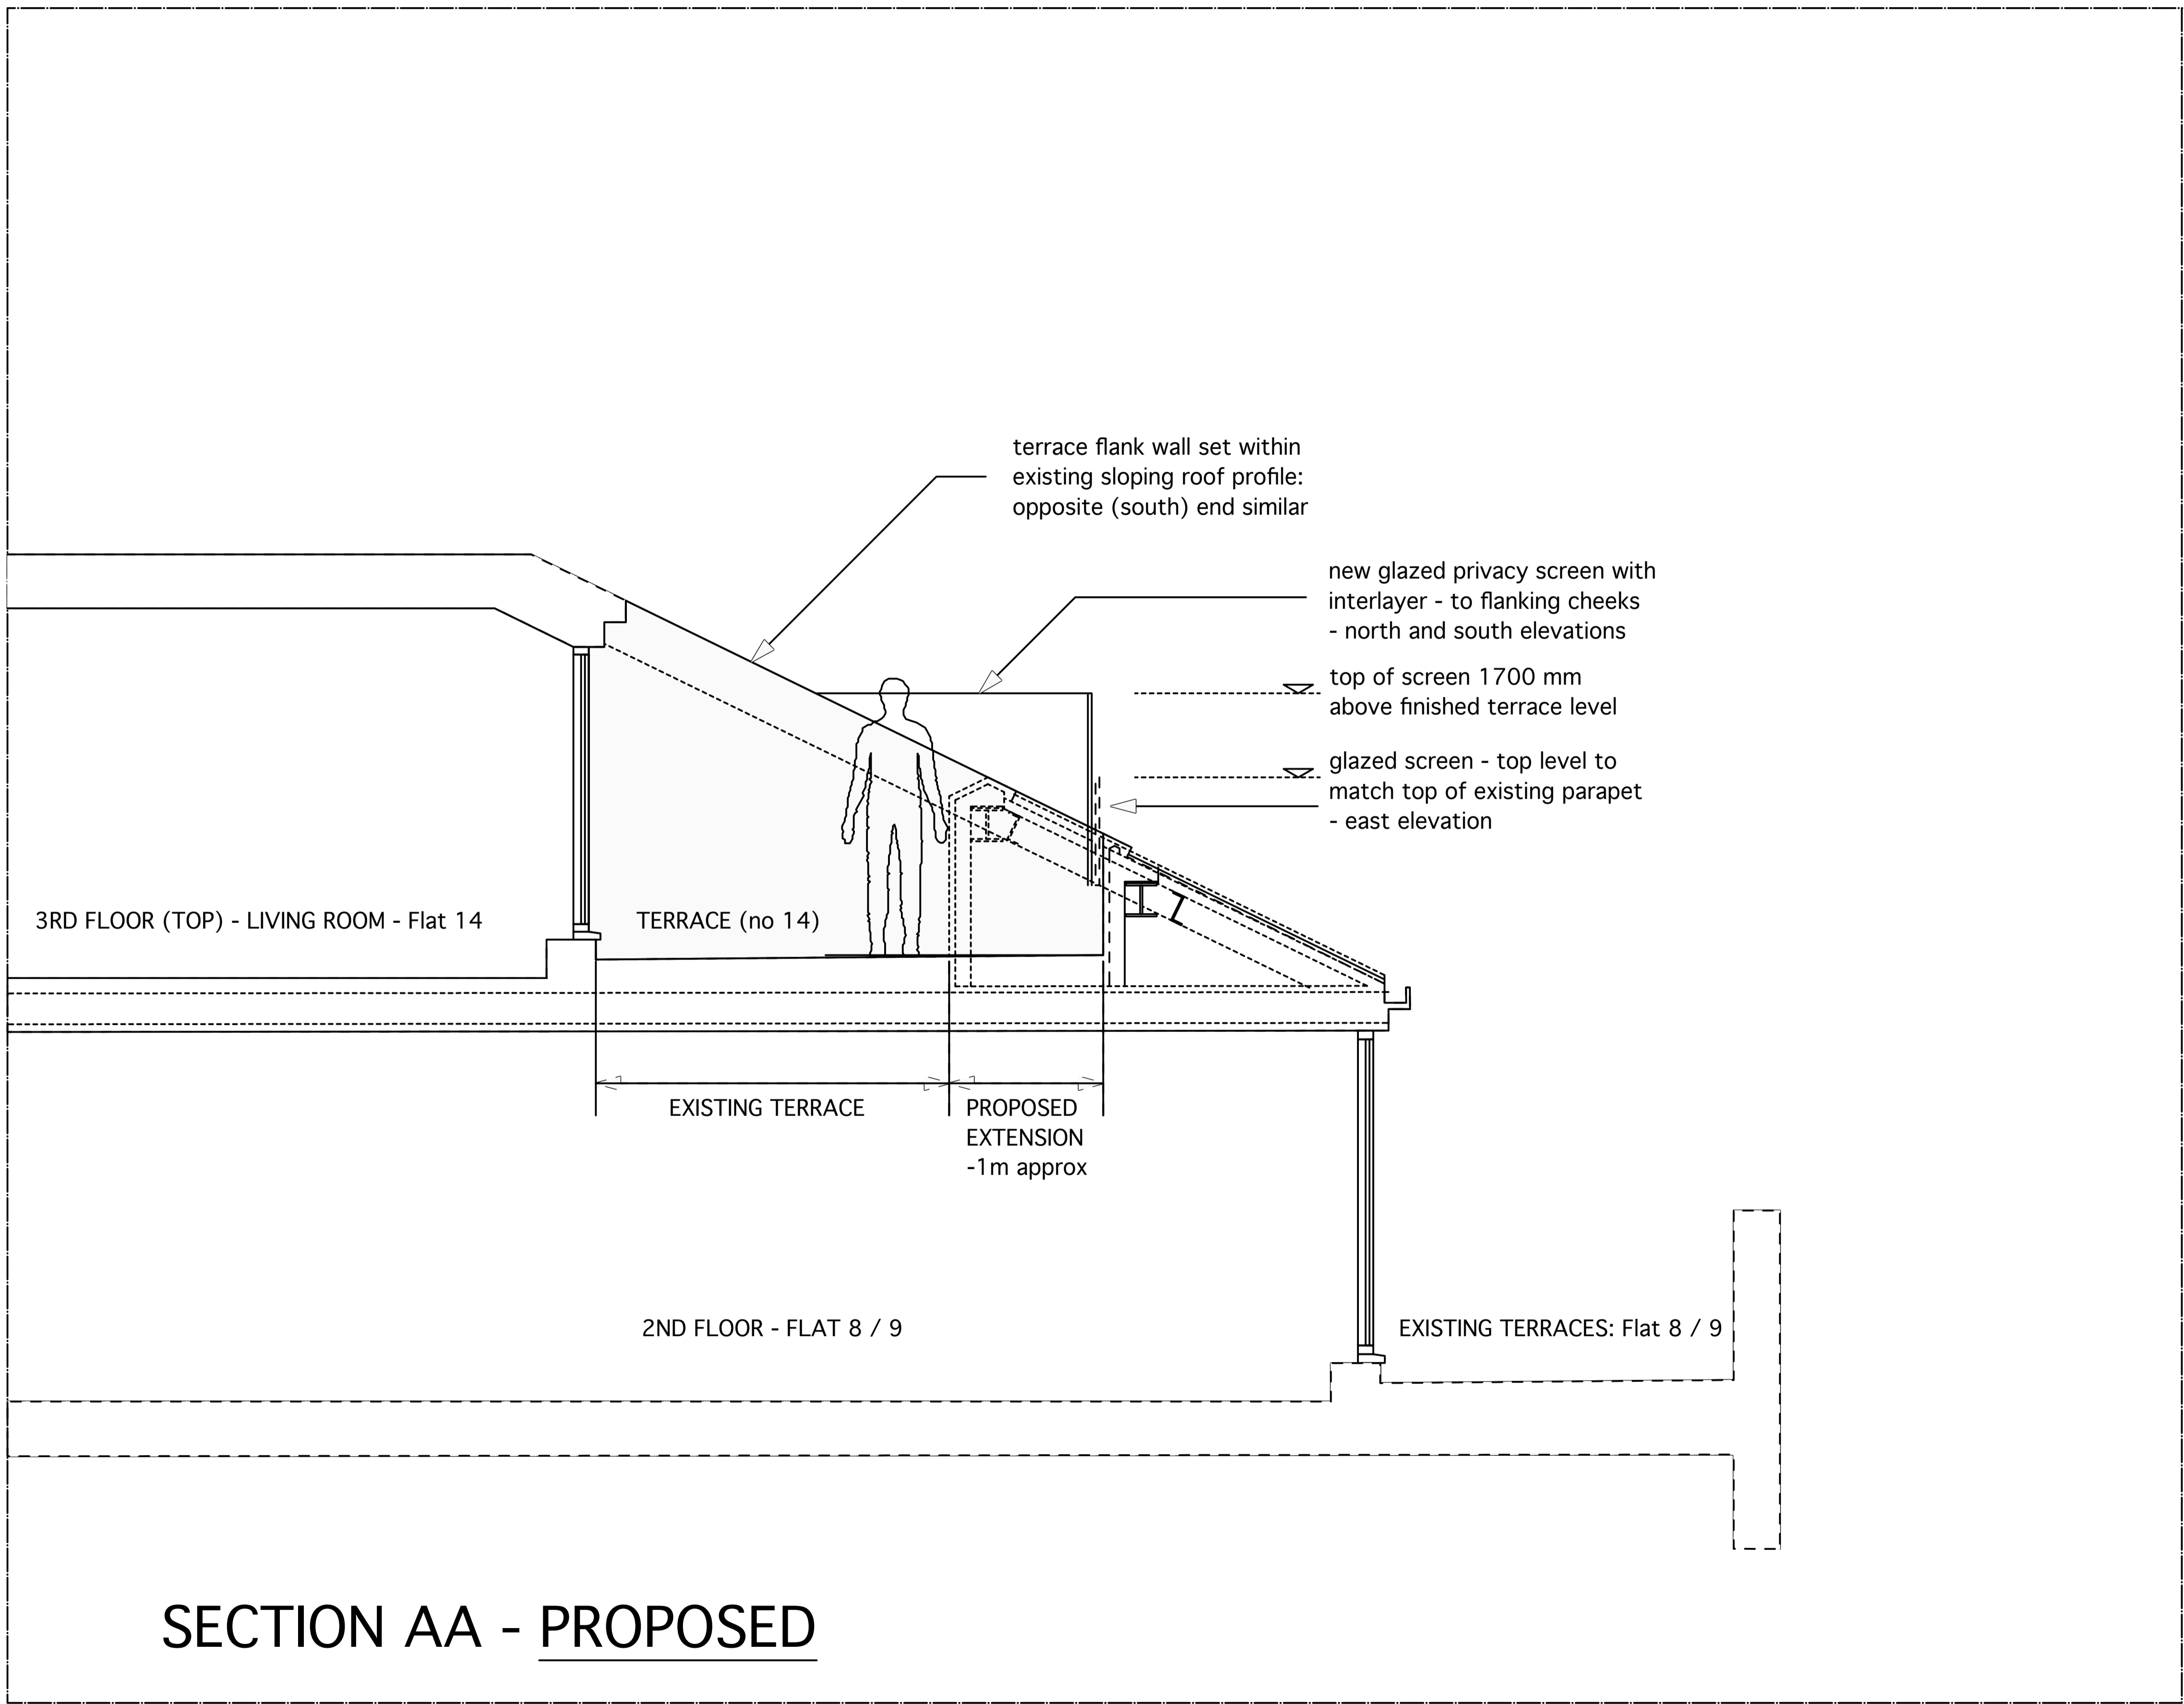 terrace flank wall set within
existing sloping roof profile:
opposite (south) end similar
new glazed privacy screen with
interlayer - to flanking cheeks
- north and south elevations
top of screen 1700 mm
above finished terrace level
glazed screen - top level to
match top of existing parapet
- east elevation
3RD FLOOR (TOP) - LIVING ROOM - Flat 14
TERRACE (no 14)
EXISTING TERRACE
PROPOSED
EXTENSION
-1m approx
2ND FLOOR - FLAT 8 / 9
EXISTING TERRACES: Flat 8 / 9
SECTION AA - PROPOSED